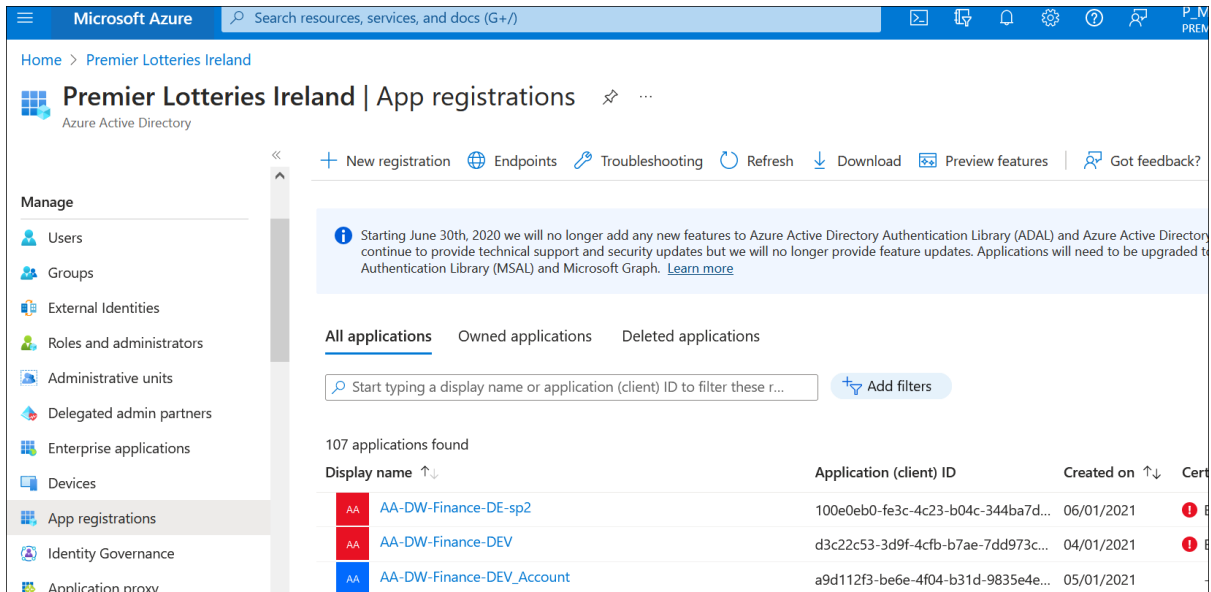 Microsoft Azure
Search resources, services, and docs (G+/)
P_M
PREM
Home > Premier Lotteries Ireland
Premier Lotteries Ireland | App registrations
Azure Active Directory
New registration
Endpoints
Troubleshooting
Refresh
Download
Preview features
Got feedback?
Manage
Users
Groups
External Identities
Roles and administrators
Administrative units
Delegated admin partners
Enterprise applications
Devices
App registrations
Identity Governance
Application proxy
Starting June 30th, 2020 we will no longer add any new features to Azure Active Directory Authentication Library (ADAL) and Azure Active Directory
continue to provide technical support and security updates but we will no longer provide feature updates. Applications will need to be upgraded to
Authentication Library (MSAL) and Microsoft Graph. Learn more
All applications Owned applications Deleted applications
Start typing a display name or application (client) ID to filter these r...
Add filters
107 applications found
Display name Application (client) ID Created on Cert
AA AA-DW-Finance-DE-sp2 100e0eb0-fe3c-4c23-b04c-344ba7d... 06/01/2021
AA AA-DW-Finance-DEV d3c22c53-3d9f-4cfb-b7ae-7dd973c... 04/01/2021
AA AA-DW-Finance-DEV_Account a9d112f3-be6e-4f04-b31d-9835e4e... 05/01/2021 -